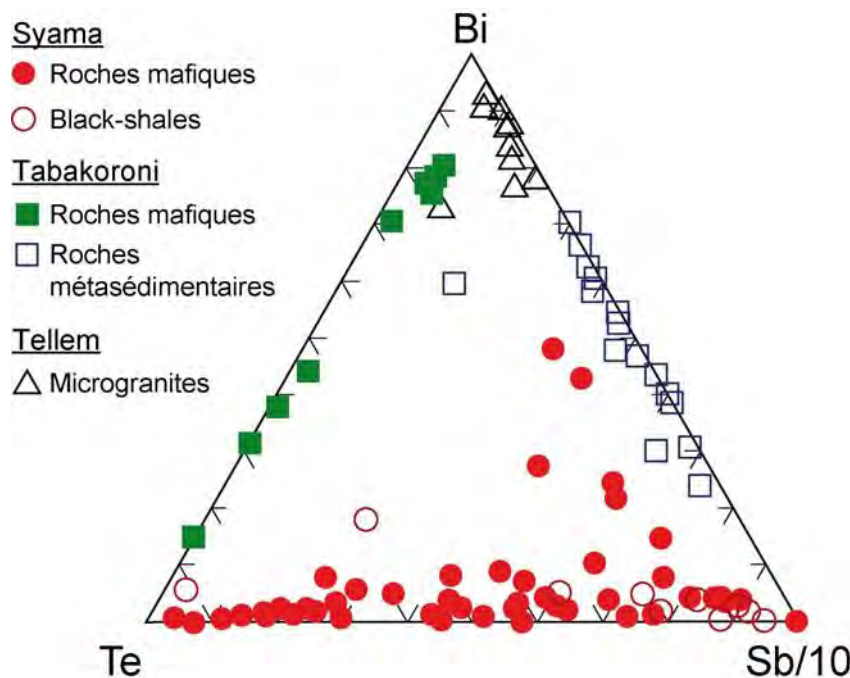 Bi
Syama
Roches mafiques
Black-shales
Tabakoroni
Roches mafiques
Roches
métasédimentaires
Tellem
Microgranites
Te
Sb/10